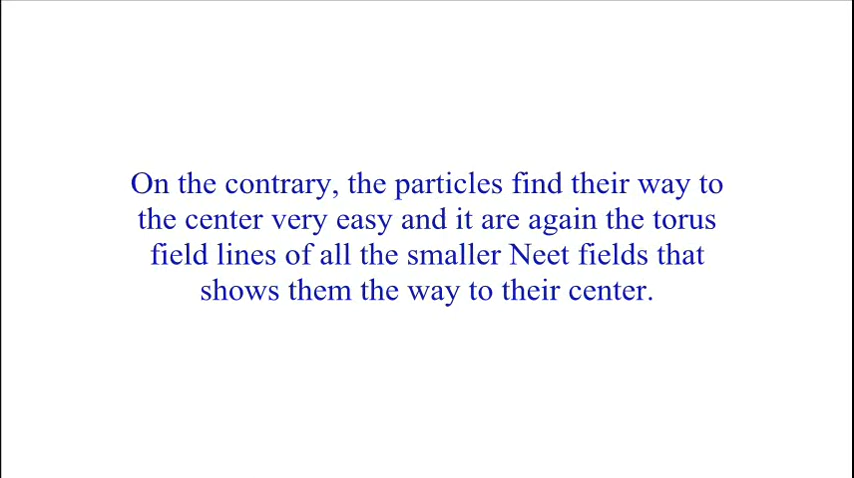 On the contrary, the particles find their way to
the center very easy and it are again the torus
field lines of all the smaller Neet fields that
shows them the way to their center.